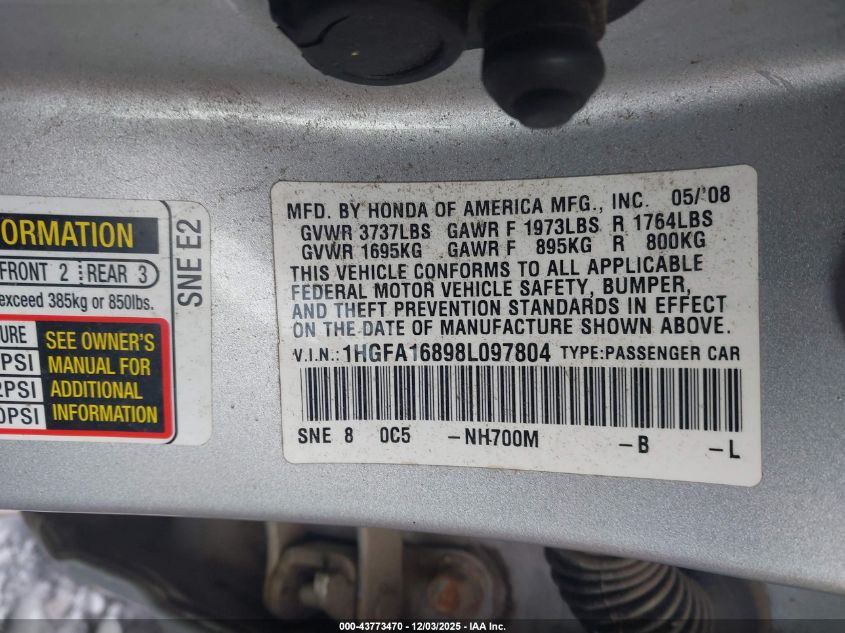 ORMATION
FRONT 2 REAR 3
exceed 385kg or 850lbs.
SNE E2
URE
PSI
2PSI
0PSI
SEE OWNER'S
MANUAL FOR
ADDITIONAL
INFORMATION
MFD. BY HONDA OF AMERICA MFG., INC. 05/'08
GVWR 3737LBS GAWR F 1973LBS R 1764LBS
GVWR 1695KG GAWR F 895KG R 800KG
THIS VEHICLE CONFORMS TO ALL APPLICABLE
FEDERAL MOTOR VEHICLE SAFETY, BUMPER,
AND THEFT PREVENTION STANDARDS IN EFFECT
ON THE DATE OF MANUFACTURE SHOWN ABOVE.
V.I.N.: 1HGFA16898L097804 TYPE:PASSENGER CAR
SNE 8 0C5 -NH-700M -B -L
000-43773470 - 12/03/2025 - IAA Inc.